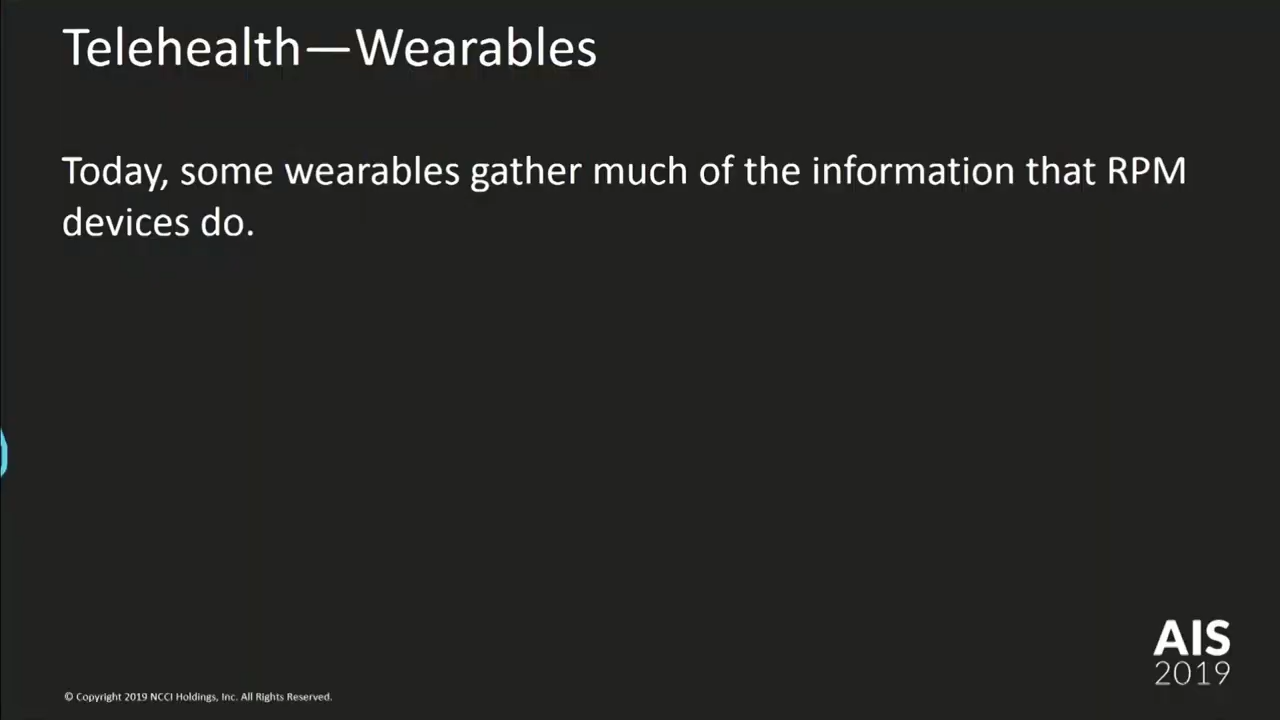 Telehealth—Wearables
Today, some wearables gather much of the information that RPM
devices do.
AIS
2019
© Copyright 2019 NCCI Holdings, Inc. All Rights Reserved.